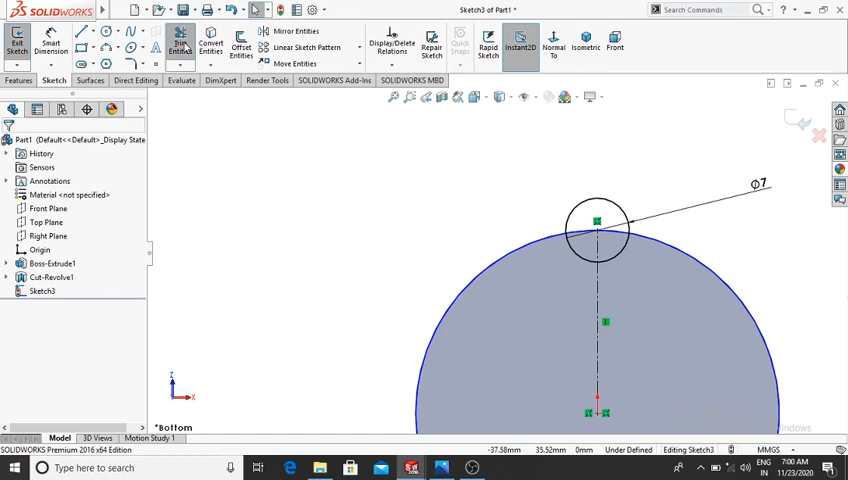 SOLIDWORKS
Sketch3 of Part1 *
Search Commands
Exit Sketch
Smart Dimension
Trim Entities
Convert Entities
Offset Entities
Mirror Entities
Linear Sketch Pattern
Move Entities
Display/Delete Relations
Repair Sketch
Quick Snaps
Rapid Sketch
Instant2D
Normal To
Isometric
Front
Features
Sketch
Surfaces
Direct Editing
Evaluate
DimXpert
Render Tools
SOLIDWORKS Add-Ins
SOLIDWORKS MBD
Part1 (Default<<Default>_Display State
History
Sensors
Annotations
Material <not specified>
Front Plane
Top Plane
Right Plane
Origin
Boss-Extrude1
Cut-Revolve1
Sketch3
Ø7
Z
X
*Bottom
indows.
Model
3D Views
Motion Study 1
SOLIDWORKS Premium 2016 x64 Edition
-37.58mm
35.52mm
0mm
Under Defined
Editing Sketch3
MMGS
Type here to search
ENG
IN
7:00 AM
11/23/2020